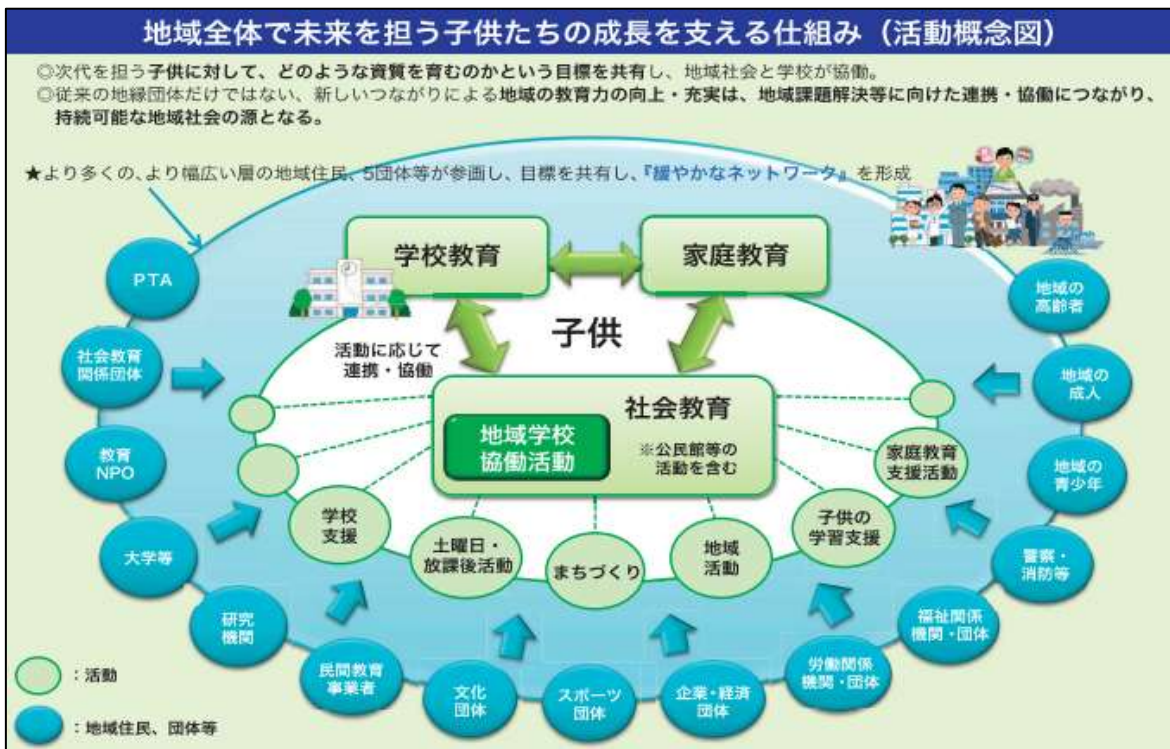 地域全体で未来を担う子供たちの成長を支える仕組み（活動概念図）
◎次代を担う子供に対して、どのような資質を育むのかという目標を共有し、地域社会と学校が協働。
◎従来の地縁団体だけではない、新しいつながりによる地域の教育力の向上・充実は、地域課題解決等に向けた連携・協働につながり、
持続可能な地域社会の源となる。
★より多くの、より幅広い層の地域住民、5団体等が参画し、目標を共有し、『緩やかなネットワーク』を形成
学校教育
家庭教育
子供
活動に応じて
連携・協働
社会教育
地域学校
協働活動
※公民館等の
活動を含む
学校
支援
土曜日・
放課後活動
まちづくり
地域
活動
子供の
学習支援
家庭教育
支援活動
PTA
社会教育
関係団体
教育
NPO
大学等
研究
機関
民間教育
事業者
文化
団体
スポーツ
団体
企業・経済
団体
労働関係
機関・団体
福祉関係
機関・団体
警察・
消防等
地域の
青少年
地域の
成人
地域の
高齢者
：活動
：地域住民、団体等